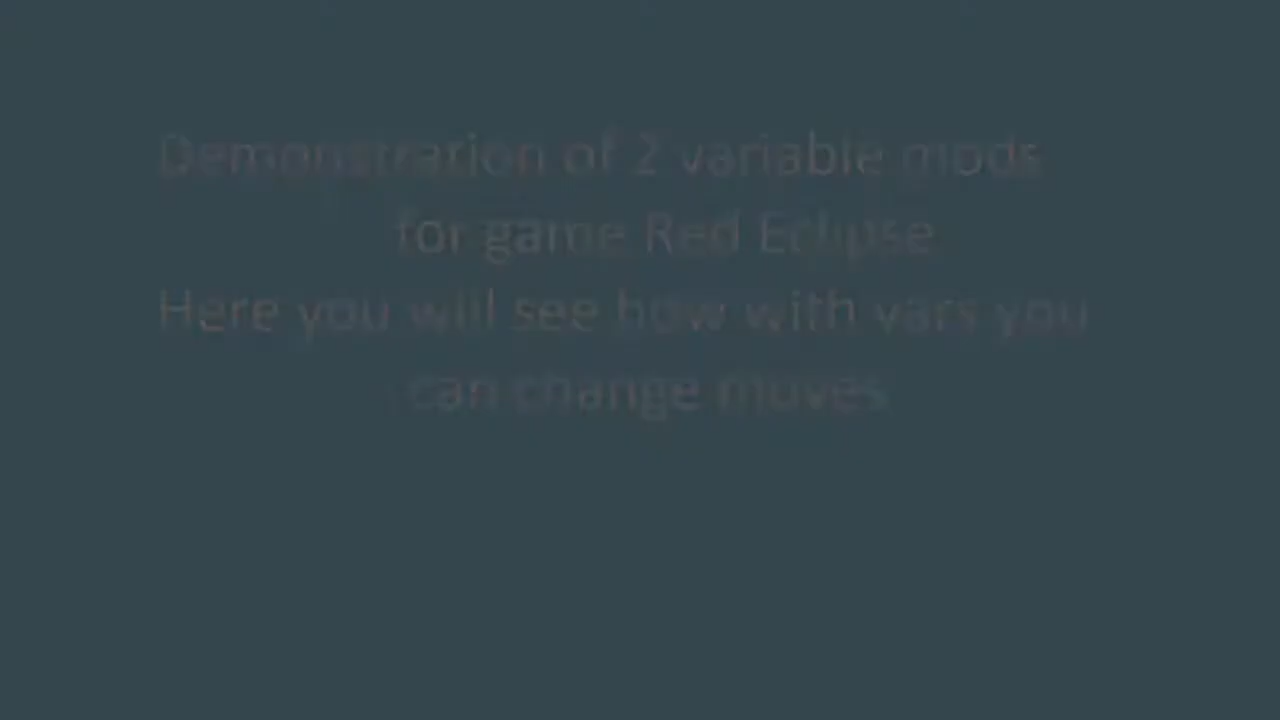 Demonstration of 2 variable mods
for game Red Eclipse
Here you will see how with vars you
can change muves